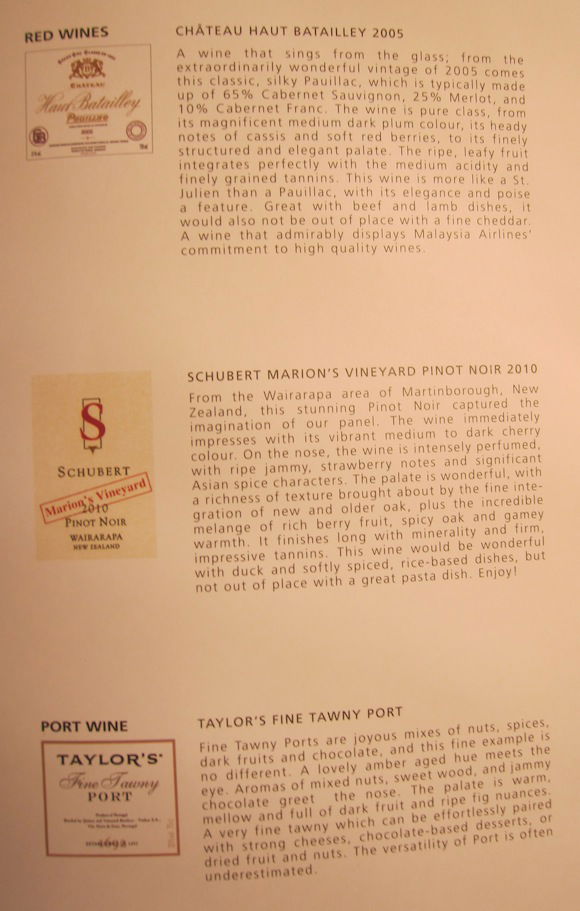 RED WINES
CHÂTEAU
Haut-Batailley
PAUILLAC
2005
CHÂTEAU HAUT BATAILLEY 2005
A wine that sings from the glass; from the
extraordinarily wonderful vintage of 2005 comes
this classic, silky Pauillac, which is typically made
up of 65% Cabernet Sauvignon, 25% Merlot, and
10% Cabernet Franc. The wine is pure class, from
its magnificent medium dark plum colour, its heady
notes of cassis and soft red berries, to its finely
structured and elegant palate. The ripe, leafy fruit
integrates perfectly with the medium acidity and
finely grained tannins. This wine is more like a St.
Julien than a Pauillac, with its elegance and poise
a feature. Great with beef and lamb dishes, it
would also not be out of place with a fine cheddar.
A wine that admirably displays Malaysia Airlines'
commitment to high quality wines.
S
SCHUBERT
Marion's Vineyard
2010
PINOT NOIR
WAIRARAPA
NEW ZEALAND
SCHUBERT MARION'S VINEYARD PINOT NOIR 2010
From the Wairarapa area of Martinborough, New
Zealand, this stunning Pinot Noir captured the
imagination of our panel. The wine immediately
impresses with its vibrant medium to dark cherry
colour. On the nose, the wine is intensely perfumed,
with ripe jammy, strawberry notes and significant
Asian spice characters. The palate is wonderful, with
a richness of texture brought about by the fine inte-
gration of new and older oak, plus the incredible
melange of rich berry fruit, spicy oak and gamey
warmth. It finishes long with minerality and firm,
impressive tannins. This wine would be wonderful
with duck and softly spiced, rice-based dishes, but
not out of place with a great pasta dish. Enjoy!
PORT WINE
TAYLOR'S
Fine Tawny
PORT
1692
TAYLOR'S FINE TAWNY PORT
Fine Tawny Ports are joyous mixes of nuts, spices,
dark fruits and chocolate, and this fine example is
no different. A lovely amber aged hue meets the
eye. Aromas of mixed nuts, sweet wood, and jammy
chocolate greet the nose. The palate is warm,
mellow and full of dark fruit and ripe fig nuances.
A very fine tawny which can be effortlessly paired
with strong cheeses, chocolate-based desserts, or
dried fruit and nuts. The versatility of Port is often
underestimated.